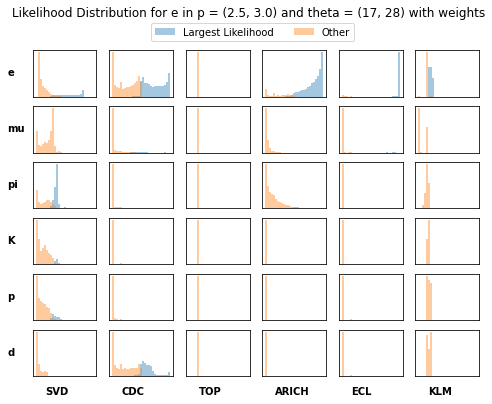 Likelihood Distribution for e in p = (2.5, 3.0) and theta = (17, 28) with weights
Largest Likelihood Other
e
mu
pi
K
p
d
SVD CDC TOP ARICH ECL KLM